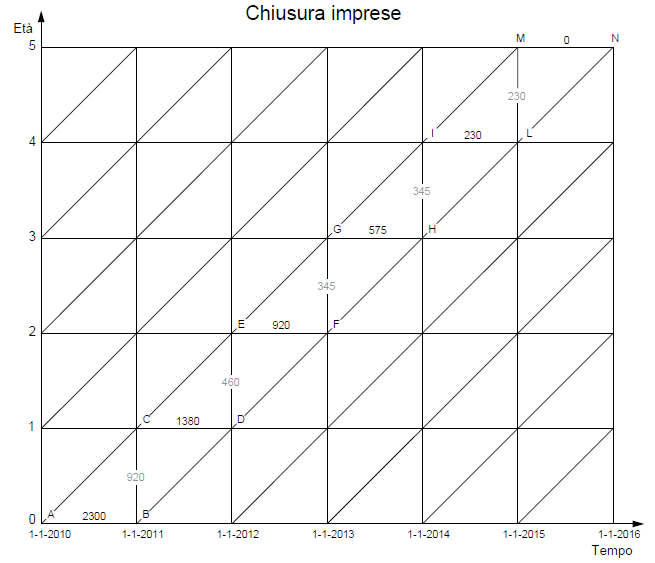 Chiusura imprese
Età
M 0 N
5
230
I 230 L
4
345
G 575 H
3
345
E 920 F
2
460
C 1380 D
1
920
A 2300 B
0
1-1-2010 1-1-2011 1-1-2012 1-1-2013 1-1-2014 1-1-2015 1-1-2016
Tempo